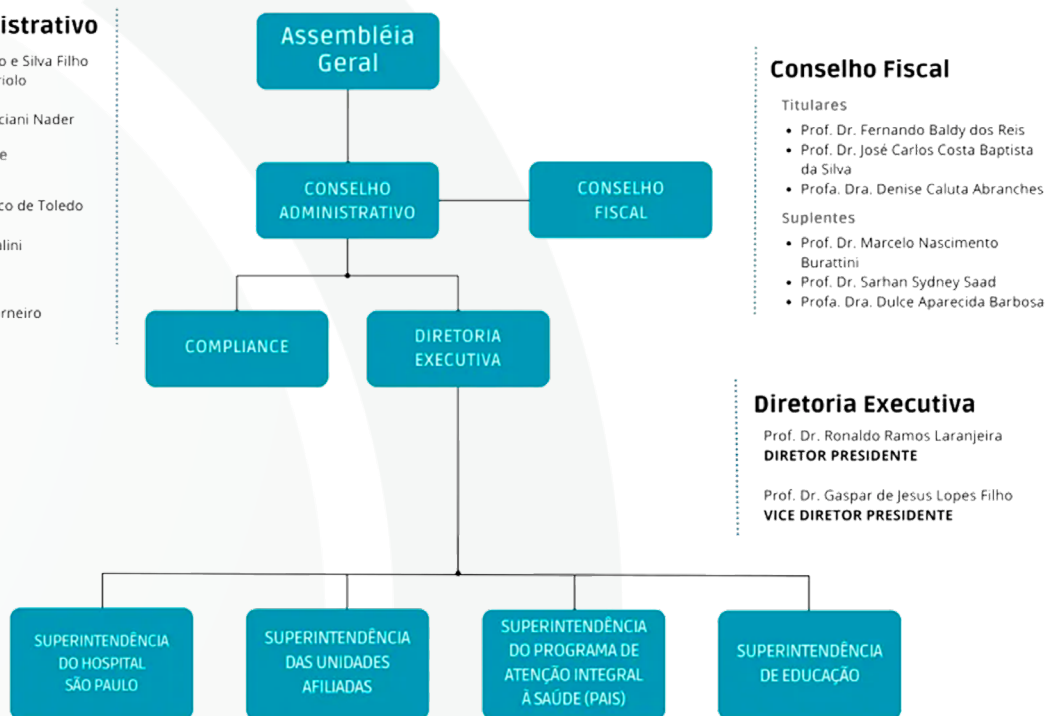 istrativo
o e Silva Filho
riolo
ciani Nader
e
co de Toledo
lini
rneiro
Assembléia
Geral
CONSELHO
ADMINISTRATIVO
CONSELHO
FISCAL
COMPLIANCE
DIRETORIA
EXECUTIVA
Conselho Fiscal
Titulares
• Prof. Dr. Fernando Baldy dos Reis
• Prof. Dr. José Carlos Costa Baptista
da Silva
• Profa. Dra. Denise Caluta Abranches
Suplentes
• Prof. Dr. Marcelo Nascimento
Burattini
• Prof. Dr. Sarhan Sydney Saad
• Profa. Dra. Dulce Aparecida Barbosa
Diretoria Executiva
Prof. Dr. Ronaldo Ramos Laranjeira
DIRETOR PRESIDENTE
Prof. Dr. Gaspar de Jesus Lopes Filho
VICE DIRETOR PRESIDENTE
SUPERINTENDÊNCIA
DO HOSPITAL
SÃO PAULO
SUPERINTENDÊNCIA
DAS UNIDADES
AFILIADAS
SUPERINTENDÊNCIA
DO PROGRAMA DE
ATENÇÃO INTEGRAL
À SAÚDE (PAIS)
SUPERINTENDÊNCIA
DE EDUCAÇÃO